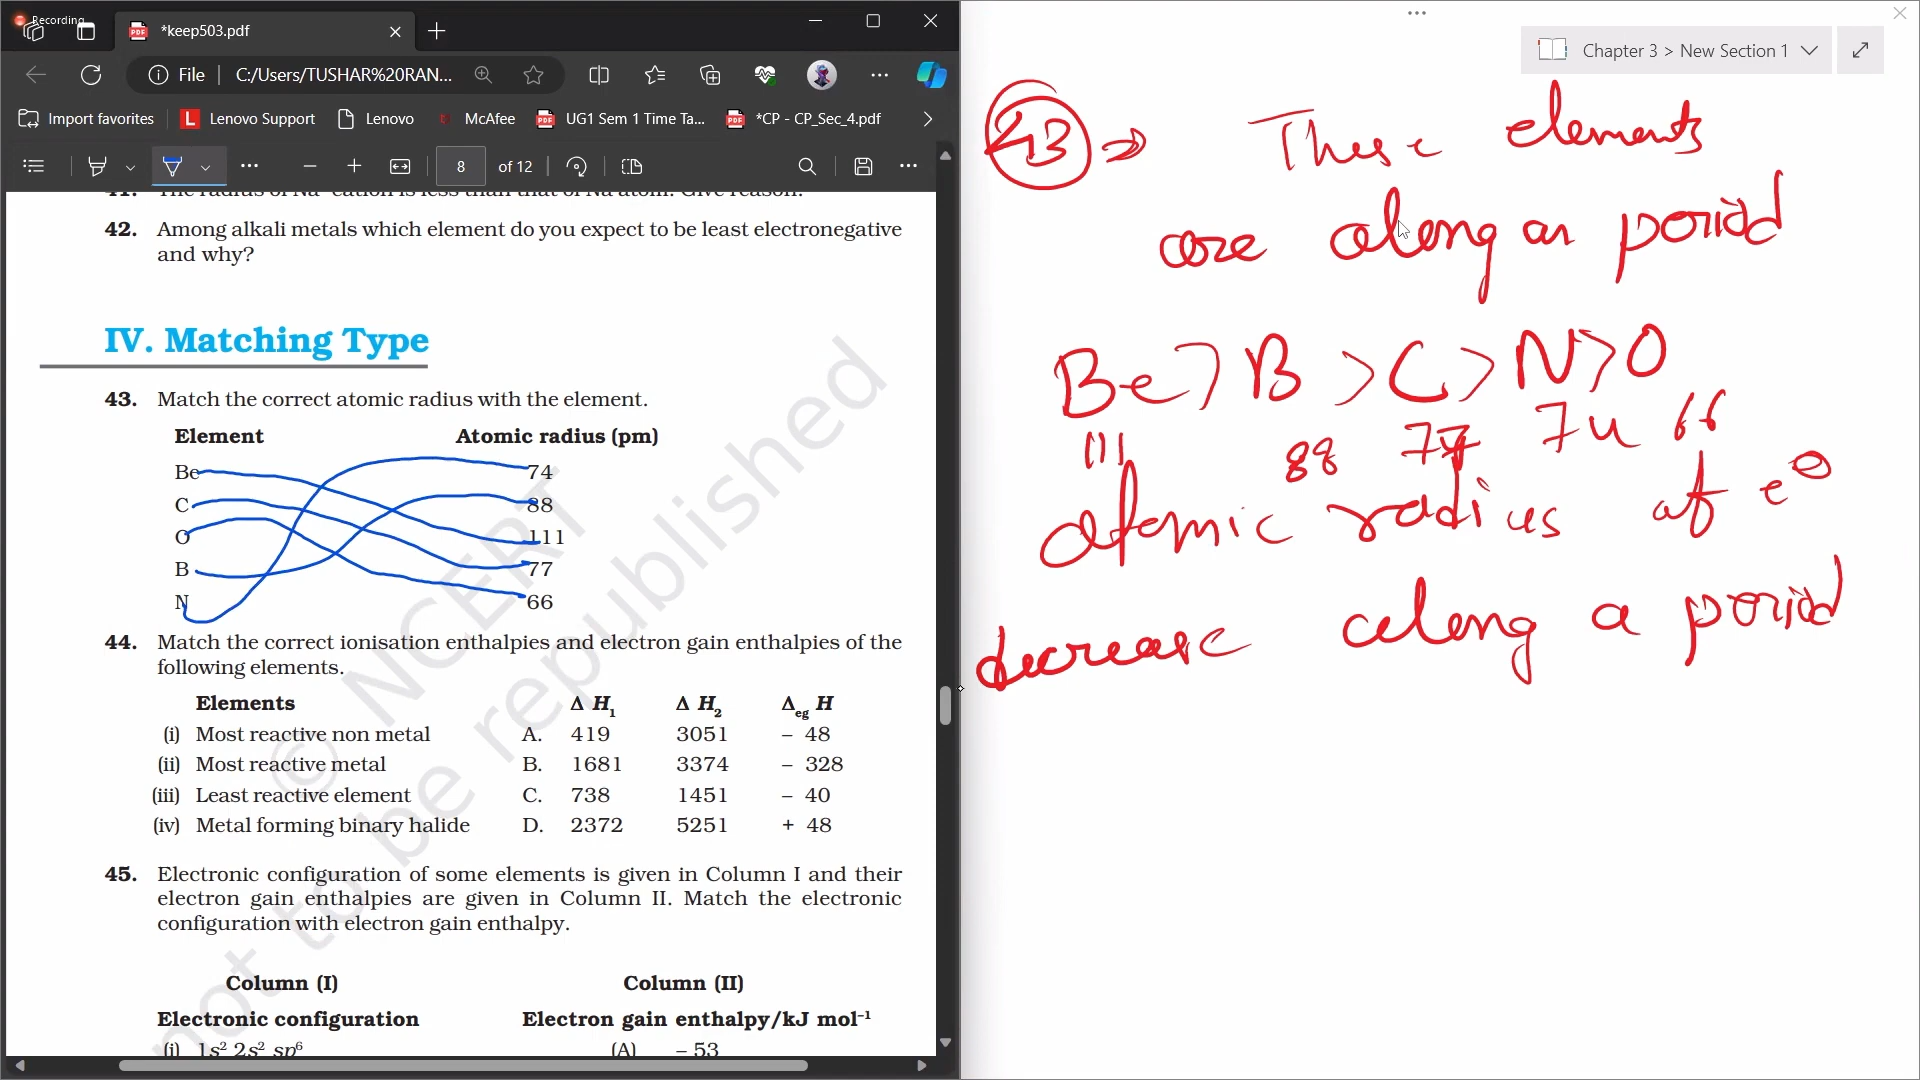 Recording
*keep503.pdf
File
C:/Users/TUSHAR%20RAN...
Import favorites
Lenovo Support
Lenovo
McAfee
UG1 Sem 1 Time Ta...
*CP - CP_Sec_4.pdf
8 of 12
42. Among alkali metals which element do you expect to be least electronegative
and why?
IV. Matching Type
43. Match the correct atomic radius with the element.
Element Atomic radius (pm)
Be 74
C 88
O 111
B 77
N 66
44. Match the correct ionisation enthalpies and electron gain enthalpies of the
following elements.
Elements Δ H1 Δ H2 Δeg H
(i) Most reactive non metal A. 419 3051 – 48
(ii) Most reactive metal B. 1681 3374 – 328
(iii) Least reactive element C. 738 1451 – 40
(iv) Metal forming binary halide D. 2372 5251 + 48
45. Electronic configuration of some elements is given in Column I and their
electron gain enthalpies are given in Column II. Match the electronic
configuration with electron gain enthalpy.
Column (I) Column (II)
Electronic configuration Electron gain enthalpy/kJ mol⁻¹
(i) 1s² 2s² sp⁶ (A) – 53
© NCERT
not to be republished
Chapter 3 > New Section 1
43 ⇒ These elements
are along an period
Be > B > C > N > O
111 88 77 74 66
atomic radius of e⊖
decrease along a period